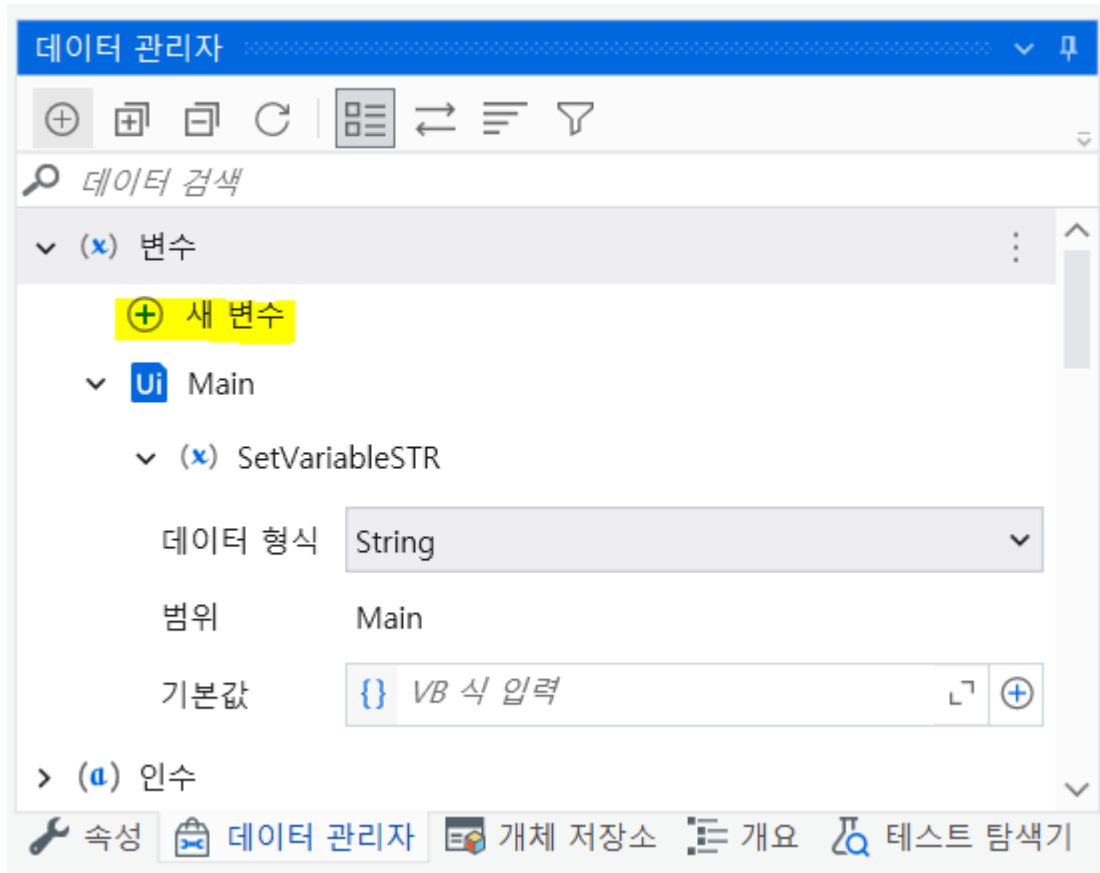 데이터 관리자
데이터 검색
(x) 변수
새 변수
Ui Main
(x) SetVariableSTR
데이터 형식 String
범위 Main
기본값 {} VB 식 입력
(a) 인수
속성 데이터 관리자 개체 저장소 개요 테스트 탐색기